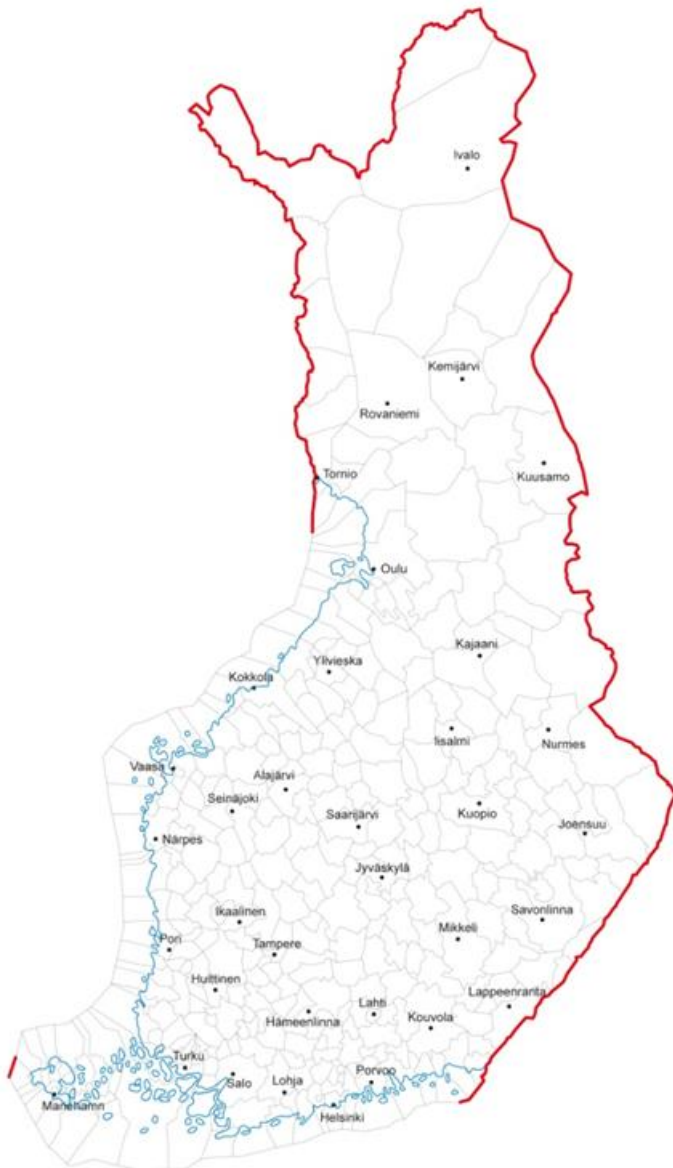 Ivalo
Kemijärvi
Rovaniemi
Kuusamo
Tornio
Oulu
Kajaani
Ylivieska
Kokkola
Iisalmi
Nurmes
Vaasa
Alajärvi
Seinäjoki
Kuopio
Saarijärvi
Joensuu
Närpes
Jyväskylä
Savonlinna
Ikaalinen
Mikkeli
Pori
Tampere
Huittinen
Lappeenranta
Lahti
Hämeenlinna
Kouvola
Turku
Salo
Lohja
Porvoo
Mariehamn
Helsinki